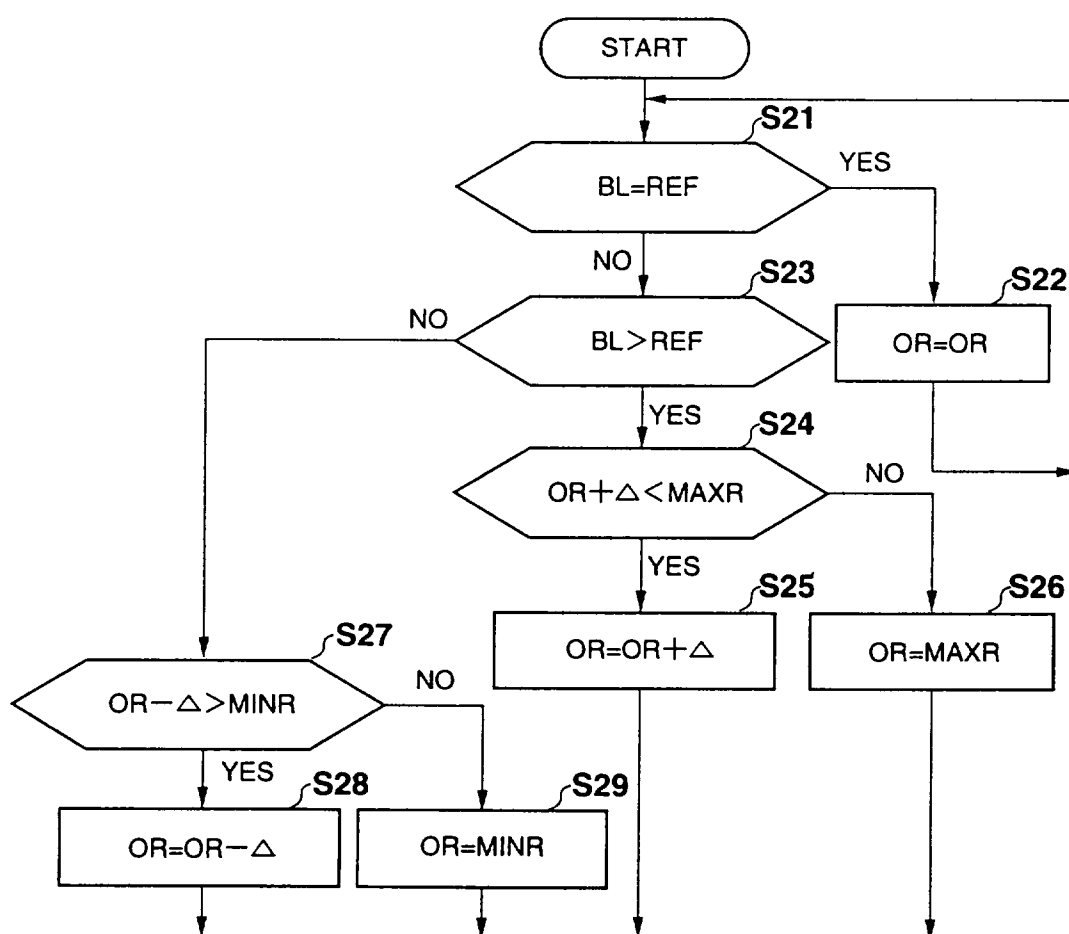 START
S21
BL=REF
YES
NO
S23
S22
NO
BL>REF
OR=OR
YES
S24
OR+△<MAXR
NO
YES
S25
S26
OR=OR+△
OR=MAXR
S27
OR−△>MINR
NO
YES
S28
S29
OR=OR−△
OR=MINR